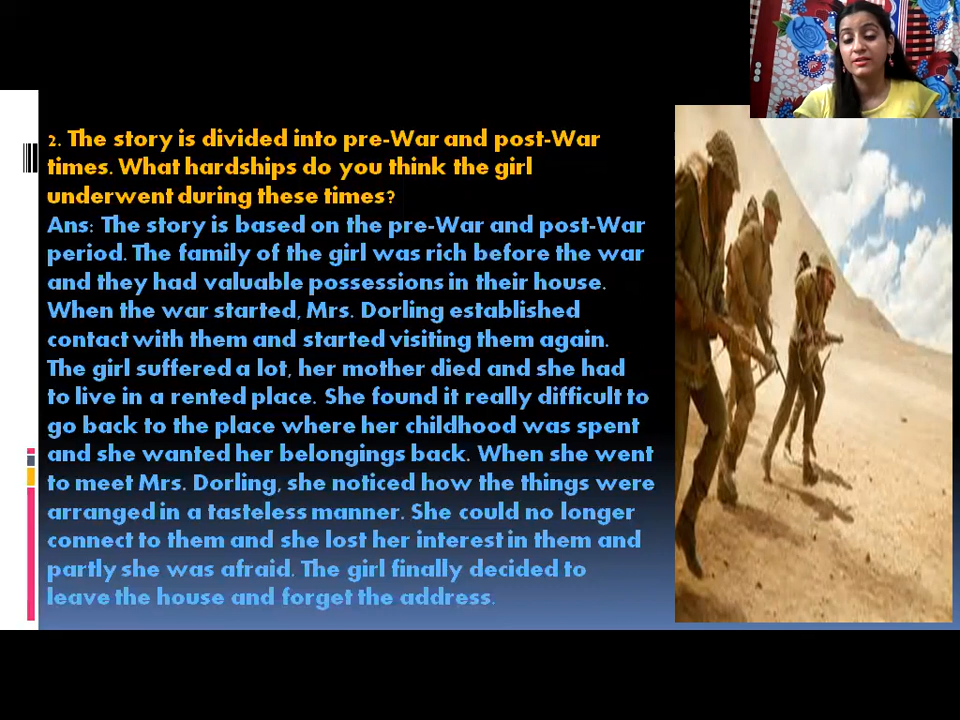 2. The story is divided into pre-War and post-War
times. What hardships do you think the girl
underwent during these times?
Ans: The story is based on the pre-War and post-War
period. The family of the girl was rich before the war
and they had valuable possessions in their house.
When the war started, Mrs. Dorling established
contact with them and started visiting them again.
The girl suffered a lot, her mother died and she had
to live in a rented place. She found it really difficult to
go back to the place where her childhood was spent
and she wanted her belongings back. When she went
to meet Mrs. Dorling, she noticed how the things were
arranged in a tasteless manner. She could no longer
connect to them and she lost her interest in them and
partly she was afraid. The girl finally decided to
leave the house and forget the address.